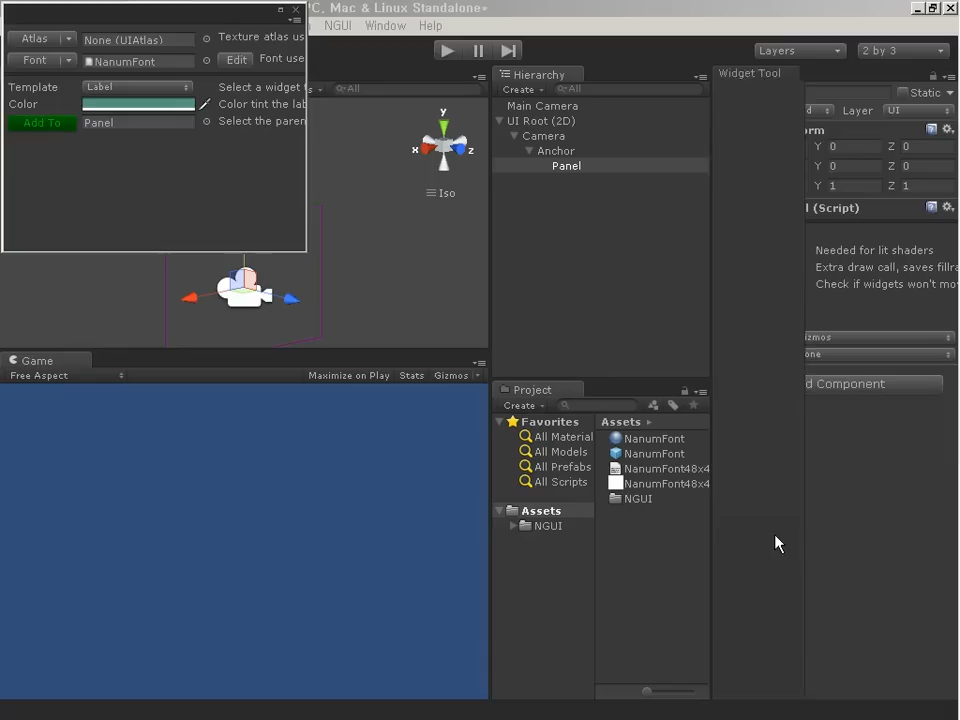 C, Mac & Linux Standalone*
NGUI Window Help
Atlas None (UIAtlas) Texture atlas us
Font NanumFont Edit Font use
Template Label Select a widget t
Color Color tint the lab
Add To Panel Select the paren
Layers 2 by 3
All
y
x z
Iso
Hierarchy
Create All
Main Camera
UI Root (2D)
Camera
Anchor
Panel
Widget Tool
Static
d Layer UI
orm
Y 0 Z 0
Y 0 Z 0
Y 1 Z 1
l (Script)
Needed for lit shaders
Extra draw call, saves fillra
Check if widgets won't mo
izmos
one
d Component
Game
Free Aspect Maximize on Play Stats Gizmos
Project
Create
Favorites
All Material
All Models
All Prefabs
All Scripts
Assets
NGUI
Assets
NanumFont
NanumFont
NanumFont48x4
NanumFont48x4
NGUI